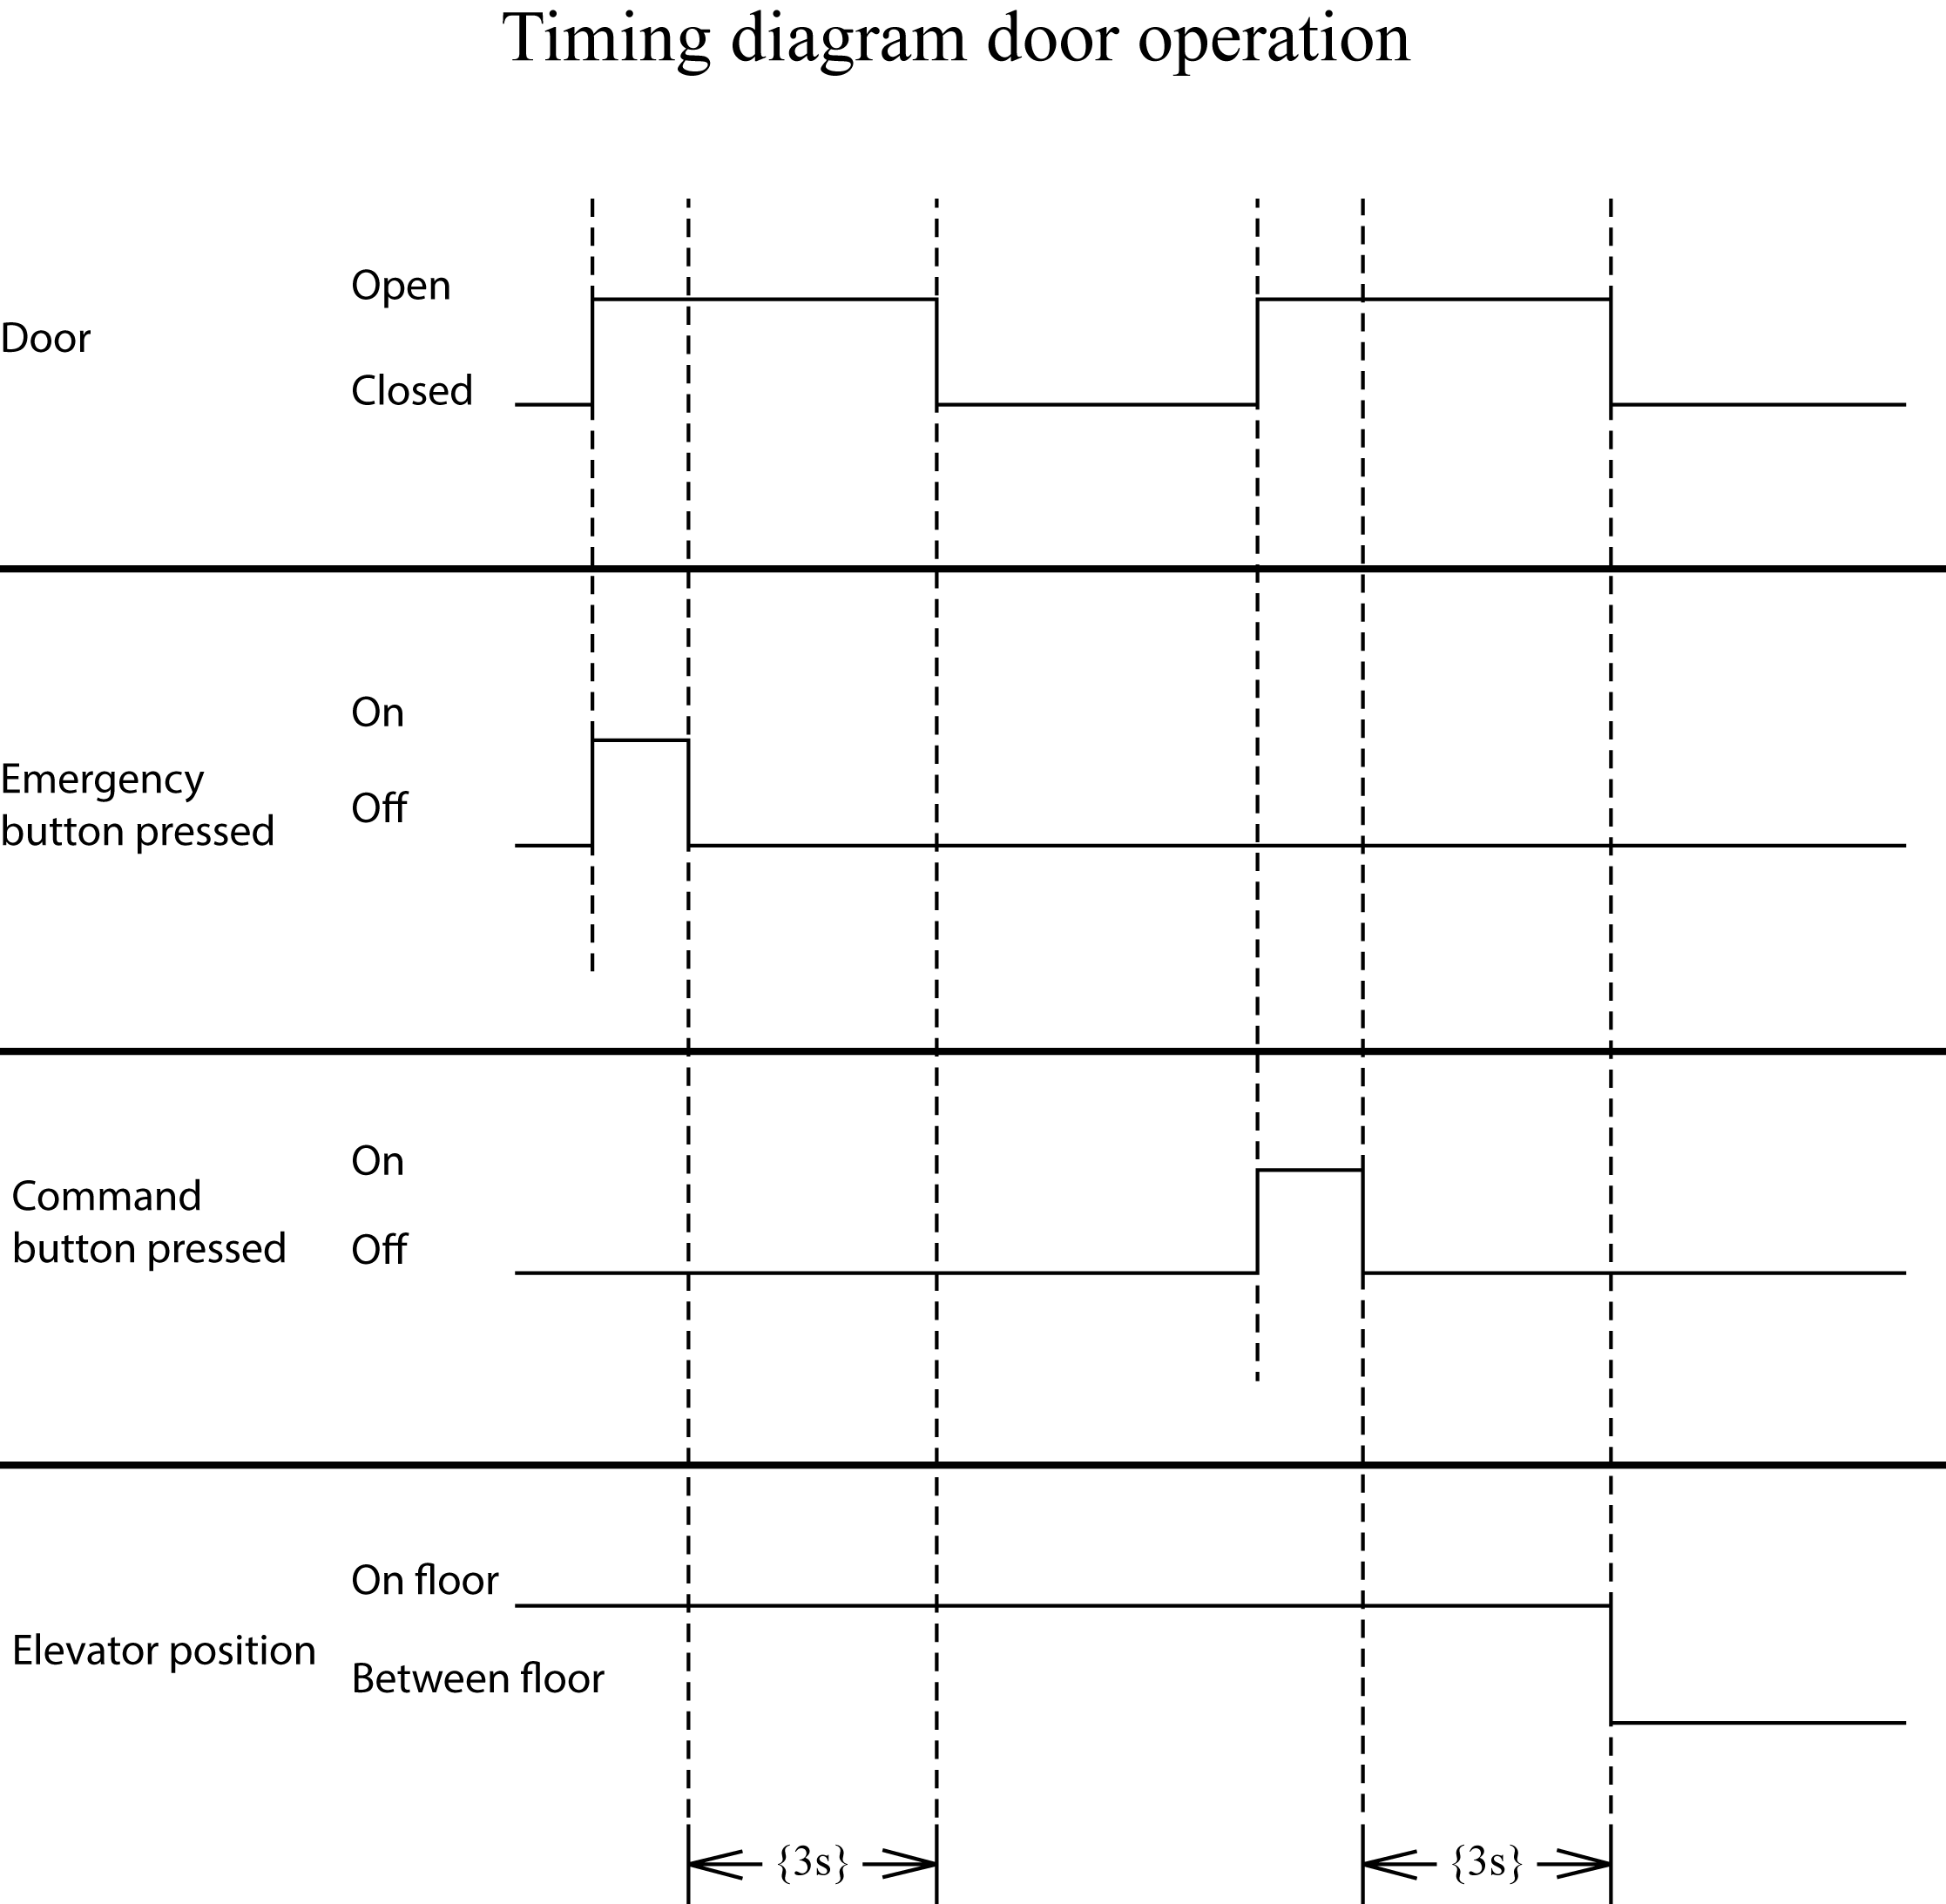 Timing diagram door operation
Open
Door
Closed
On
Emergency
Off
button pressed
On
Command
Off
button pressed
On floor
Elevator position
Between floor
{3s} {3s}